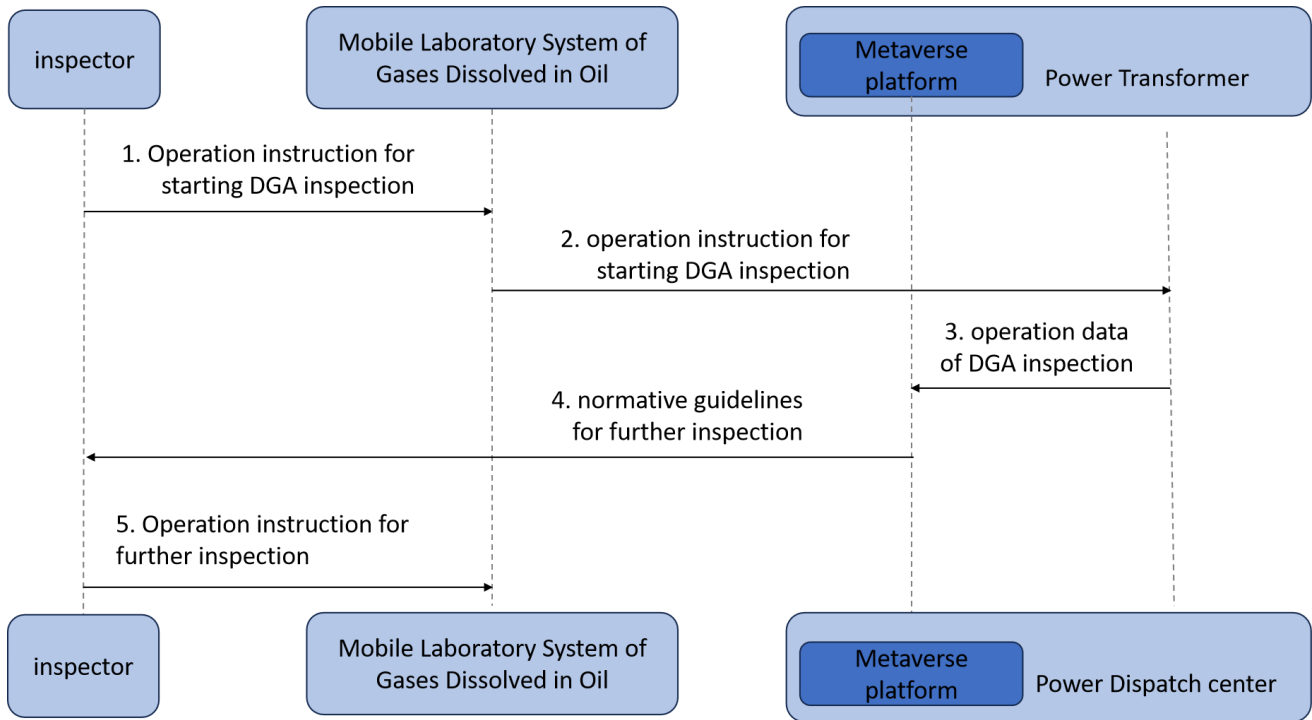 inspector
Mobile Laboratory System of
Gases Dissolved in Oil
Metaverse
platform
Power Transformer
1. Operation instruction for
starting DGA inspection
2. operation instruction for
starting DGA inspection
3. operation data
of DGA inspection
4. normative guidelines
for further inspection
5. Operation instruction for
further inspection
inspector
Mobile Laboratory System of
Gases Dissolved in Oil
Metaverse
platform
Power Dispatch center